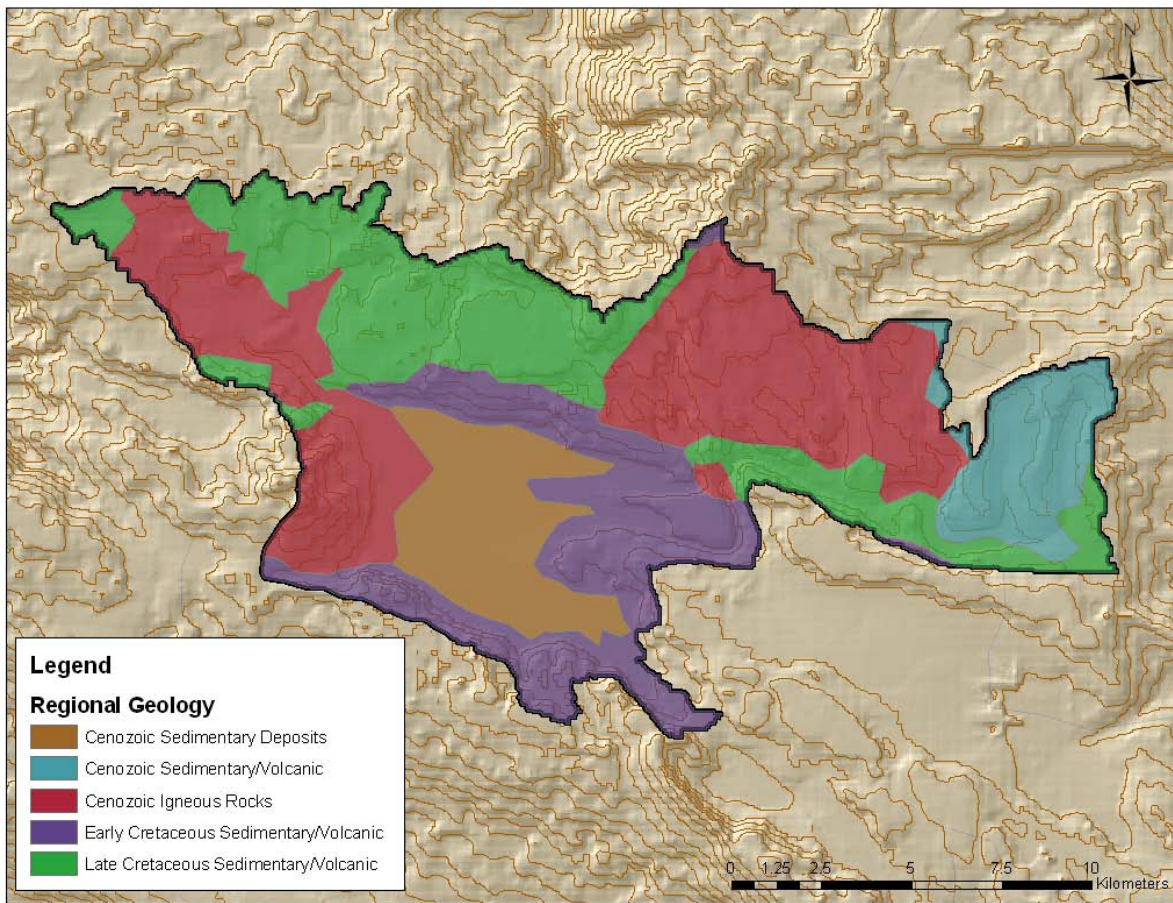 N
Legend
Regional Geology
Cenozoic Sedimentary Deposits
Cenozoic Sedimentary/Volcanic
Cenozoic Igneous Rocks
Early Cretaceous Sedimentary/Volcanic
Late Cretaceous Sedimentary/Volcanic
0 1.25 2.5 5 7.5 10
Kilometers